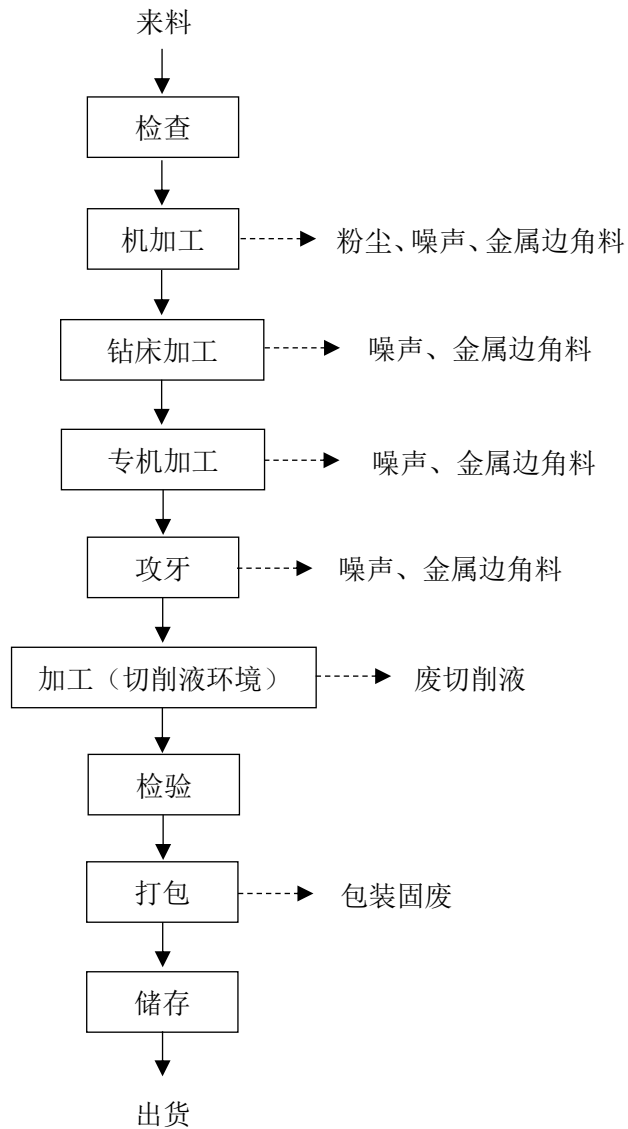 来料
检查
机加工
粉尘、噪声、金属边角料
钻床加工
噪声、金属边角料
专机加工
噪声、金属边角料
攻牙
噪声、金属边角料
加工（切削液环境）
废切削液
检验
打包
包装固废
储存
出货